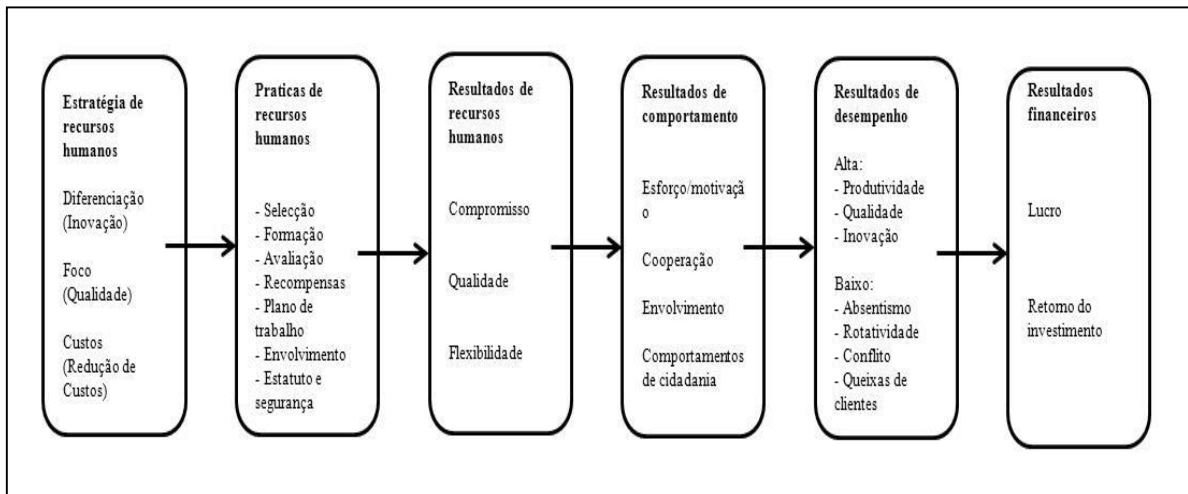 Estratégia de
recursos
humanos
Diferenciação
(Inovação)
Foco
(Qualidade)
Custos
(Redução de
Custos)
Praticas de
recursos
humanos
- Selecção
- Formação
- Avaliação
- Recompensas
- Plano de
trabalho
- Envolvimento
- Estatuto e
segurança
Resultados de
recursos
humanos
Compromisso
Qualidade
Flexibilidade
Resultados de
comportamento
Esforço/motivaçã
o
Cooperação
Envolvimento
Comportamentos
de cidadania
Resultados de
desempenho
Alta:
- Produtividade
- Qualidade
- Inovação
Baixo:
- Absentismo
- Rotatividade
- Conflito
- Queixas de
clientes
Resultados
financeiros
Lucro
Retorno do
investimento